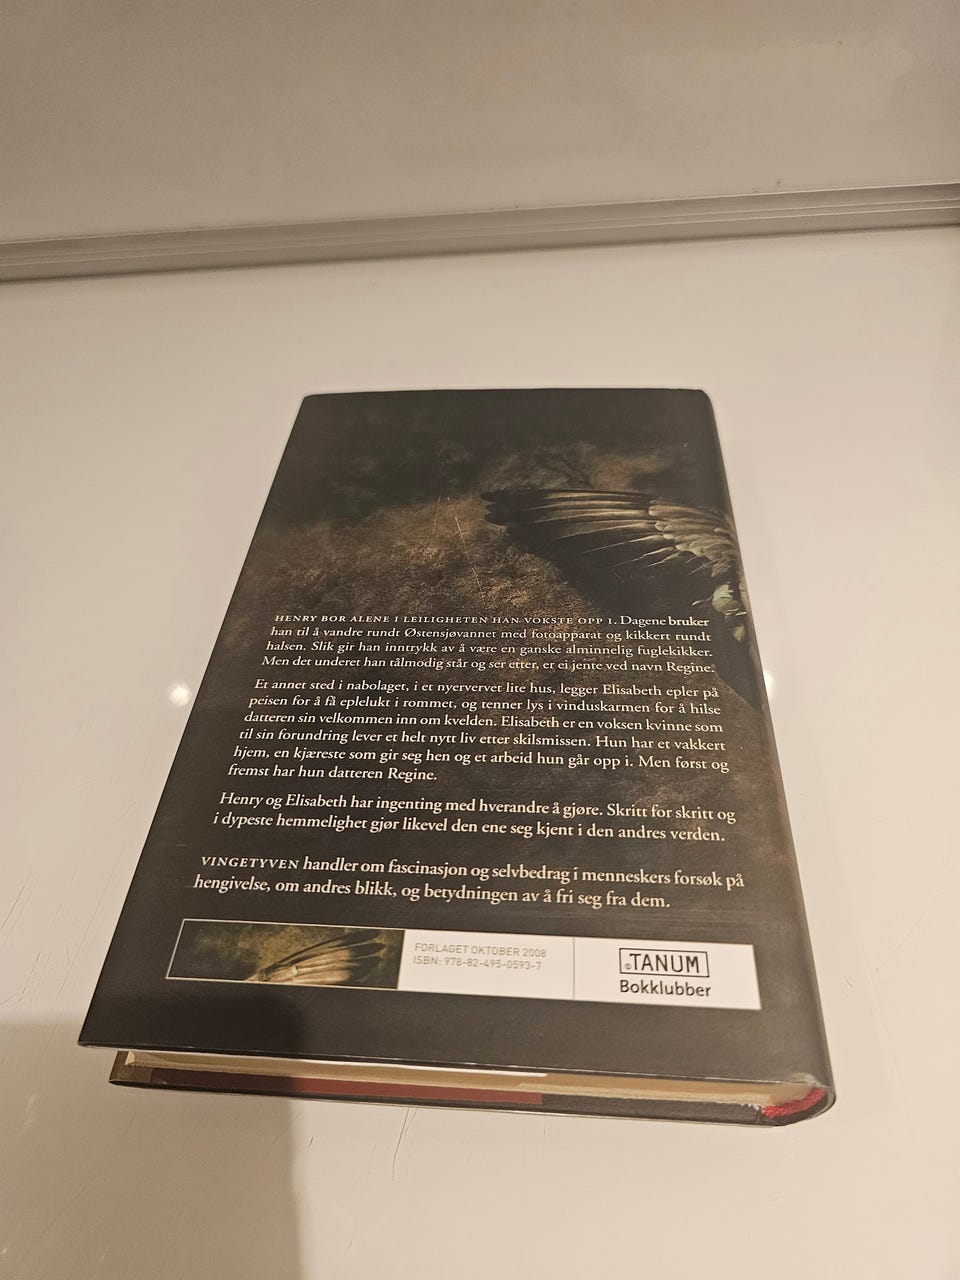 HENRY BOR ALENE I LEILIGHETEN HAN VOKSTE OPP I. Dagene bruker
han til å vandre rundt Østensjøvannet med fotoapparat og kikkert rundt
halsen. Slik gir han inntrykk av å være en ganske alminnelig fuglekikker.
Men det underet han tålmodig står og ser etter, er ei jente ved navn Regine.
Et annet sted i nabolaget, i et nyervervet lite hus, legger Elisabeth epler på
peisen for å få eplelukt i rommet, og tenner lys i vinduskarmen for å hilse
datteren sin velkommen inn om kvelden. Elisabeth er en voksen kvinne som
til sin forundring lever et helt nytt liv etter skilsmissen. Hun har et vakkert
hjem, en kjæreste som gir seg hen og et arbeid hun går opp i. Men først og
fremst har hun datteren Regine.
Henry og Elisabeth har ingenting med hverandre å gjøre. Skritt for skritt og
i dypeste hemmelighet gjør likevel den ene seg kjent i den andres verden.
VINGETYVEN handler om fascinasjon og selvbedrag i menneskers forsøk på
hengivelse, om andres blikk, og betydningen av å fri seg fra dem.
FORLAGET OKTOBER 2008
ISBN: 978-82-495-0593-7
TANUM
Bokklubber